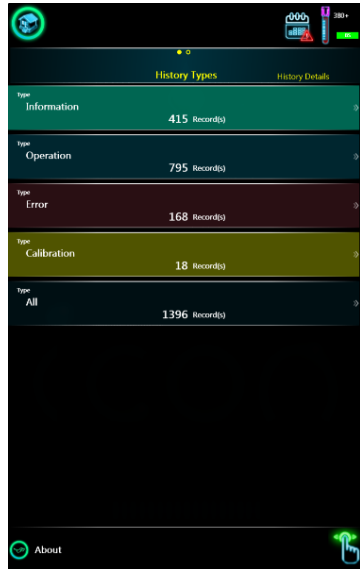 000
T
380+
History Types
History Details
Type
Information
415 Record(s)
Type
Operation
795 Record(s)
Type
Error
168 Record(s)
Type
Calibration
18 Record(s)
Type
All
1396 Record(s)
About